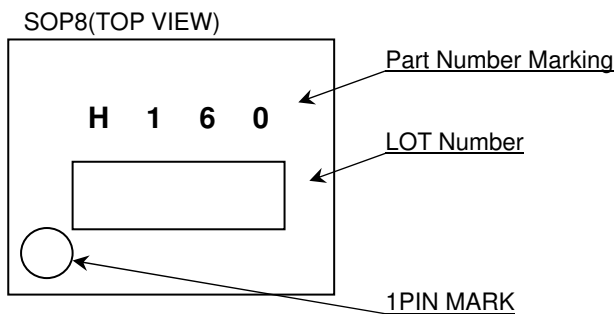 SOP8(TOP VIEW)
Part Number Marking
H 1 6 0
LOT Number
1PIN MARK